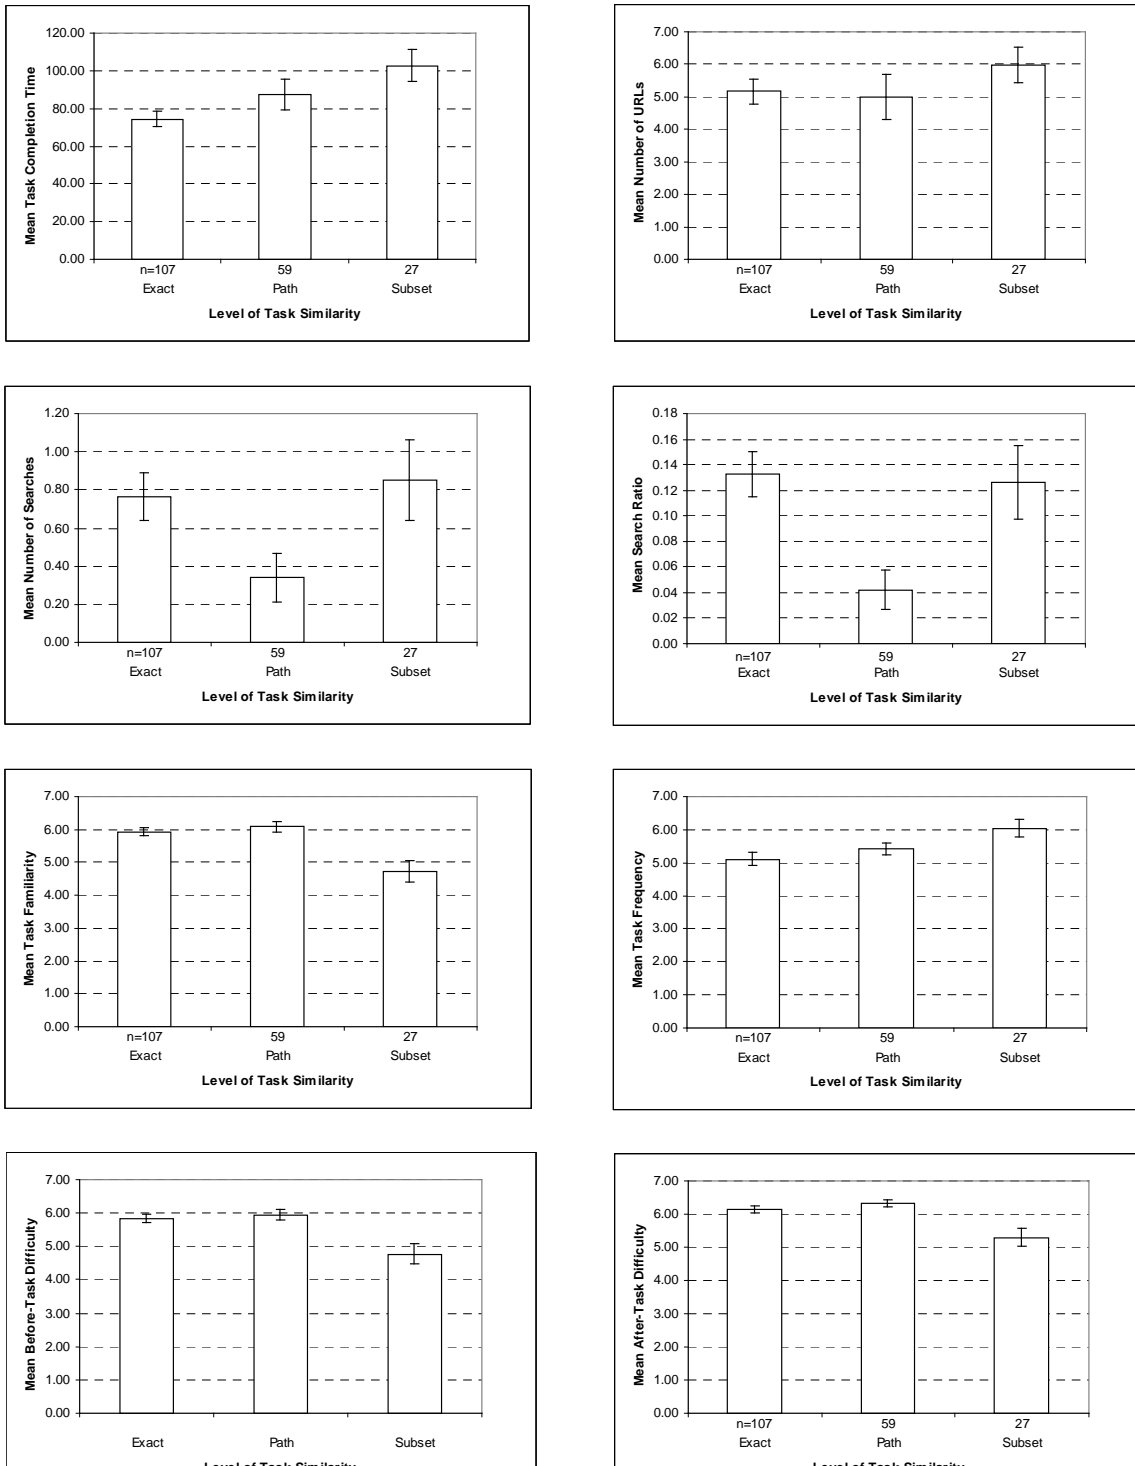 120.00
100.00
80.00
60.00
40.00
20.00
0.00
Mean Task Completion Time
n=107 59 27
Exact Path Subset
Level of Task Similarity
7.00
6.00
5.00
4.00
3.00
2.00
1.00
0.00
Mean Number of URLs
n=107 59 27
Exact Path Subset
Level of Task Similarity
1.20
1.00
0.80
0.60
0.40
0.20
0.00
Mean Number of Searches
n=107 59 27
Exact Path Subset
Level of Task Similarity
0.18
0.16
0.14
0.12
0.10
0.08
0.06
0.04
0.02
0.00
Mean Search Ratio
n=107 59 27
Exact Path Subset
Level of Task Similarity
7.00
6.00
5.00
4.00
3.00
2.00
1.00
0.00
Mean Task Familiarity
n=107 59 27
Exact Path Subset
Level of Task Similarity
7.00
6.00
5.00
4.00
3.00
2.00
1.00
0.00
Mean Task Frequency
n=107 59 27
Exact Path Subset
Level of Task Similarity
7.00
6.00
5.00
4.00
3.00
2.00
1.00
0.00
Mean Before-Task Difficulty
Exact Path Subset
Level of Task Similarity
7.00
6.00
5.00
4.00
3.00
2.00
1.00
0.00
Mean After-Task Difficulty
n=107 59 27
Exact Path Subset
Level of Task Similarity